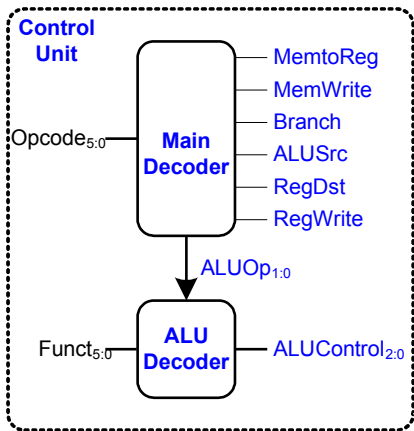 Control
Unit
MemtoReg
MemWrite
Branch
ALUSrc
RegDst
RegWrite
Opcode5:0
Main
Decoder
ALUOp1:0
Funct5:0
ALU
Decoder
ALUControl2:0